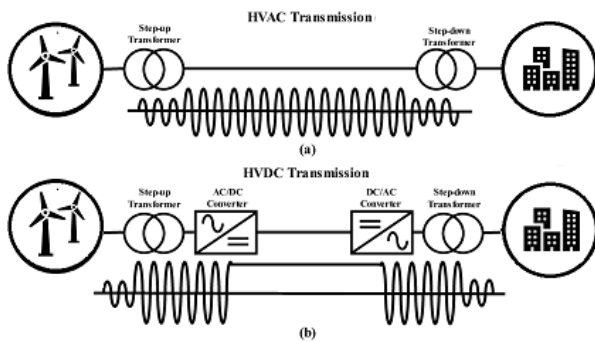 HVAC Transmission
Step-up
Transformer
Step-down
Transformer
(a)
HVDC Transmission
Step-up
Transformer
AC/DC
Converter
DC/AC
Converter
Step-down
Transformer
(b)